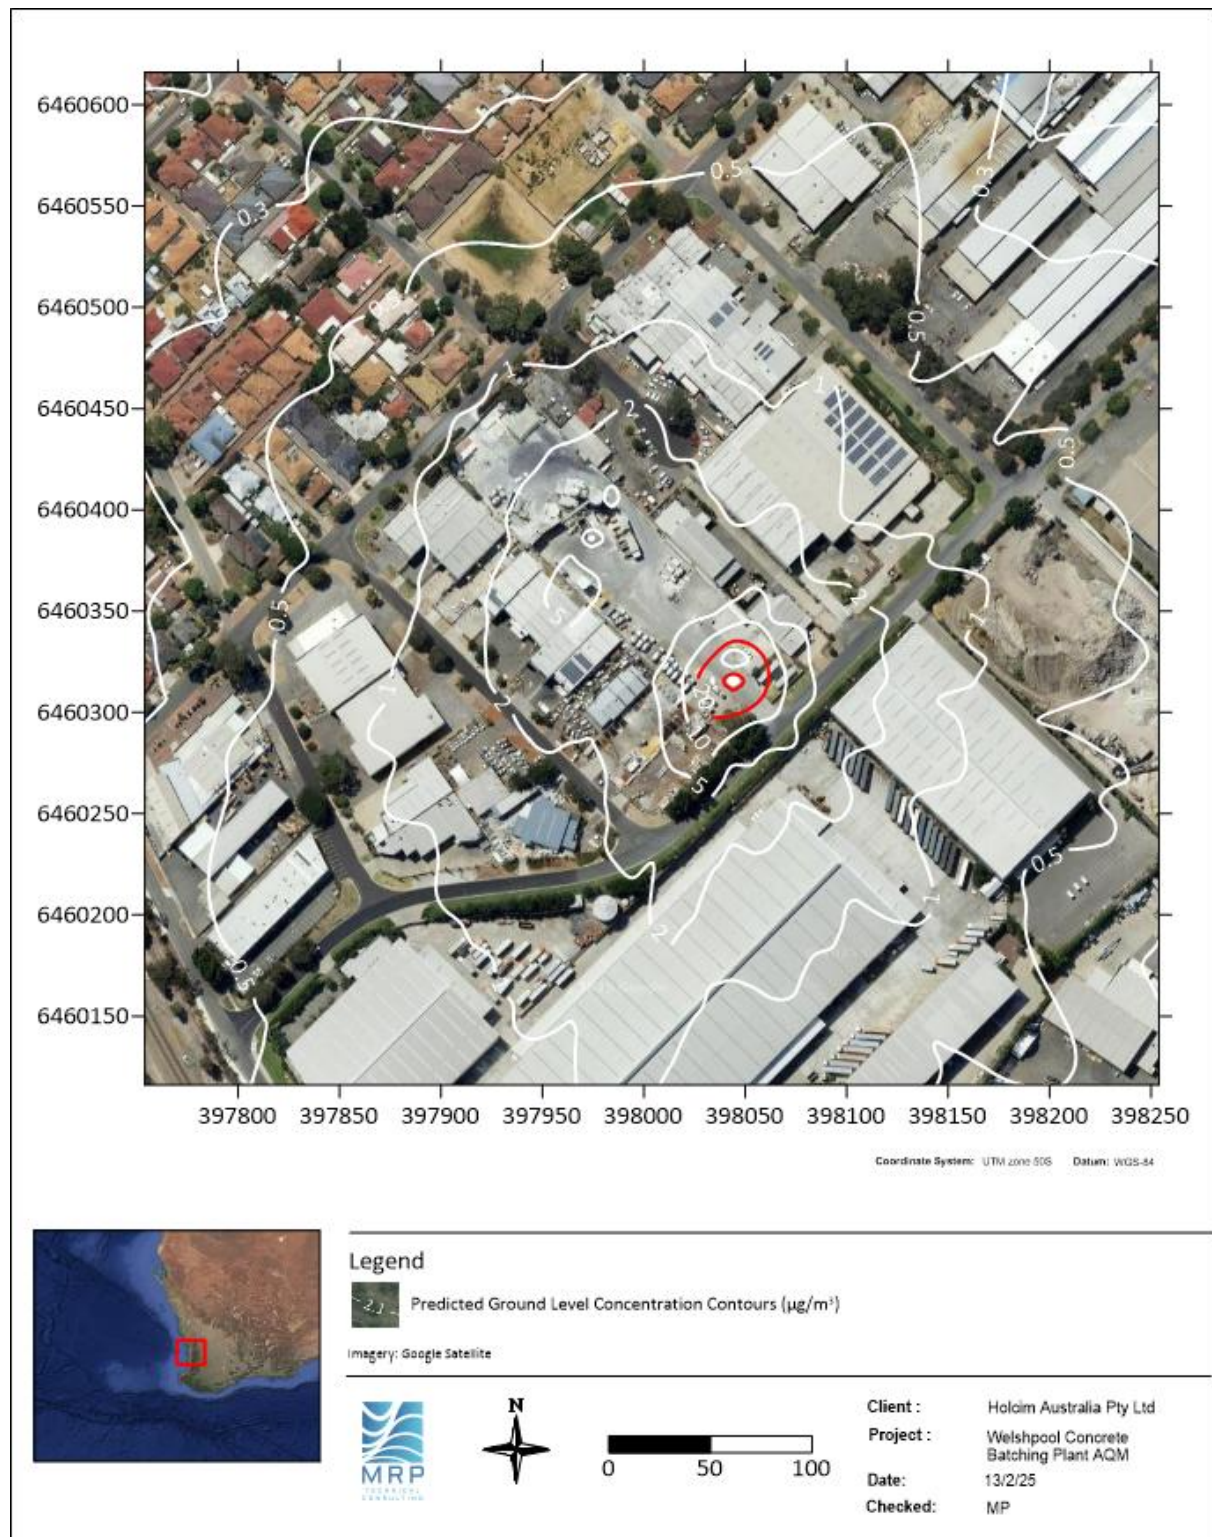 6460600
6460550
6460500
6460450
6460400
6460350
6460300
6460250
6460200
6460150
0.3
0.5
0.3
0.5
1
1
2
0.5
0.5
5
2
1
1
2
10
5
0.5
1
2
0.5
397800 397850 397900 397950 398000 398050 398100 398150 398200 398250
Coordinate System: UTM zone 50S Datum: WGS-84
Legend
2.1
Predicted Ground Level Concentration Contours (µg/m³)
Imagery: Google Satellite
MRP
TECHNICAL
CONSULTING
N
0 50 100
Client : Holcim Australia Pty Ltd
Project : Welshpool Concrete
Batching Plant AQM
Date: 13/2/25
Checked: MP